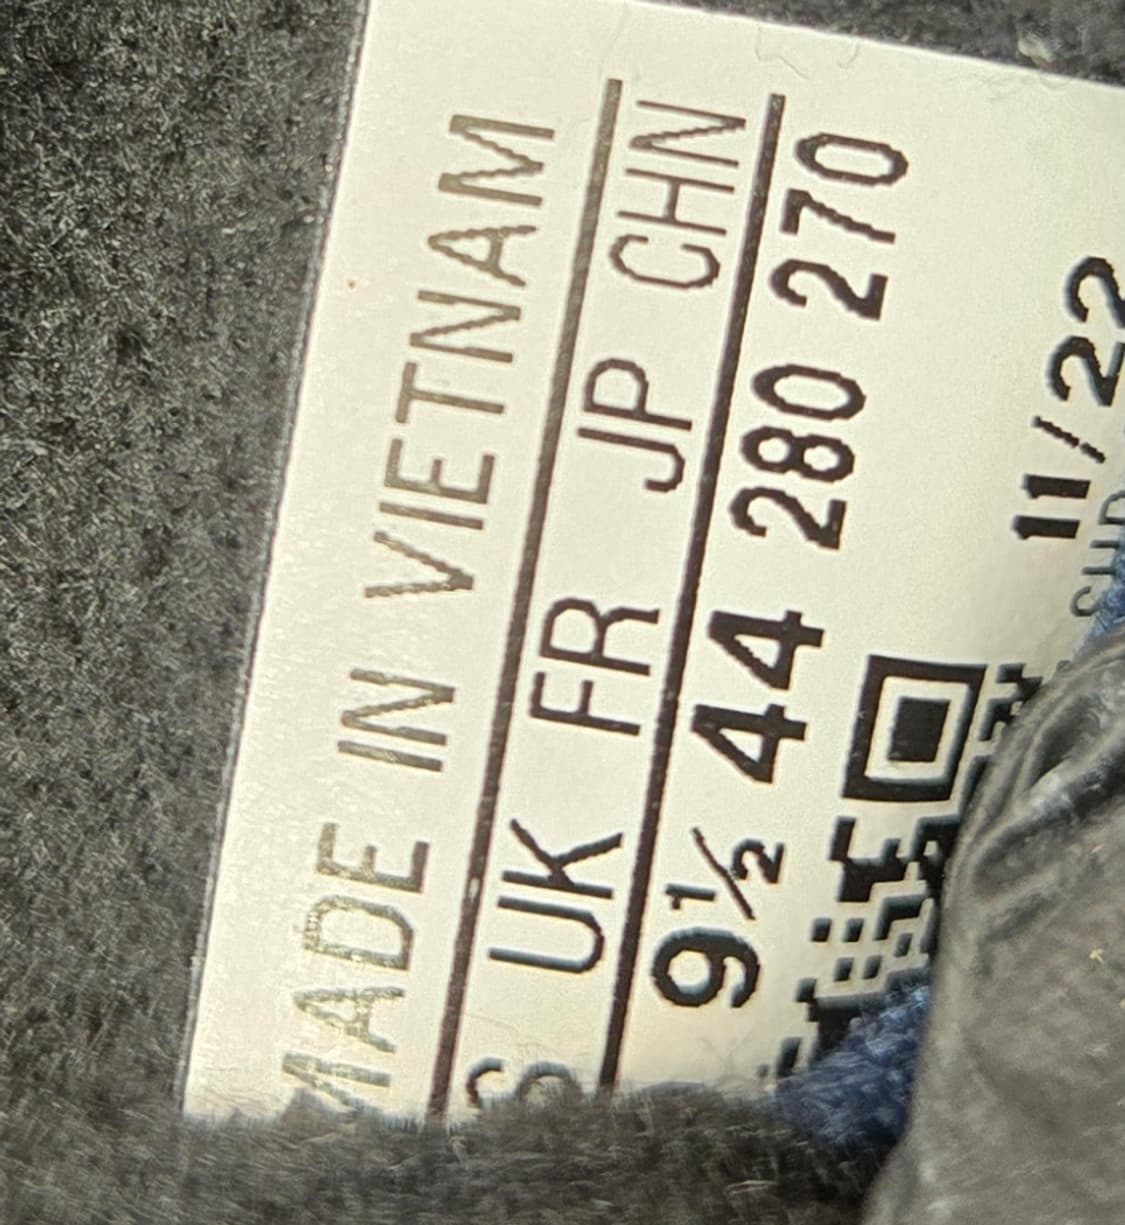 MADE IN VIETNAM
UK FR JP CHN
9½ 44 280 270
11/22